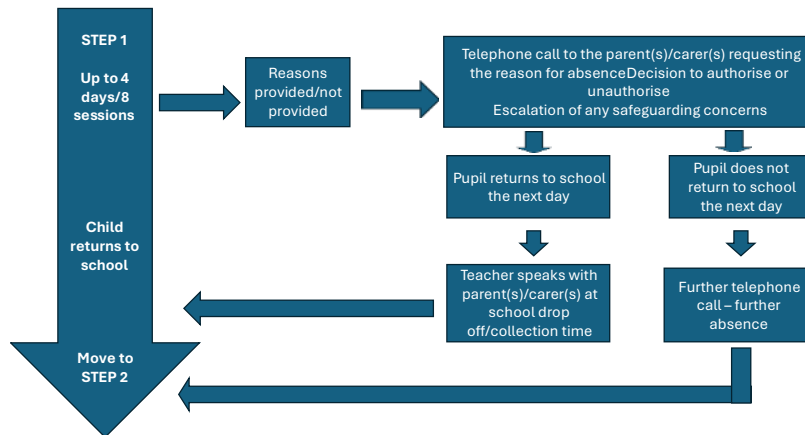 STEP 1
Up to 4
days/8
sessions
Child
returns to
school
Move to
STEP 2
Reasons
provided/not
provided
Telephone call to the parent(s)/carer(s) requesting
the reason for absenceDecision to authorise or
unauthorise
Escalation of any safeguarding concerns
Pupil returns to school
the next day
Pupil does not
return to school
the next day
Teacher speaks with
parent(s)/carer(s) at
school drop
off/collection time
Further telephone
call – further
absence